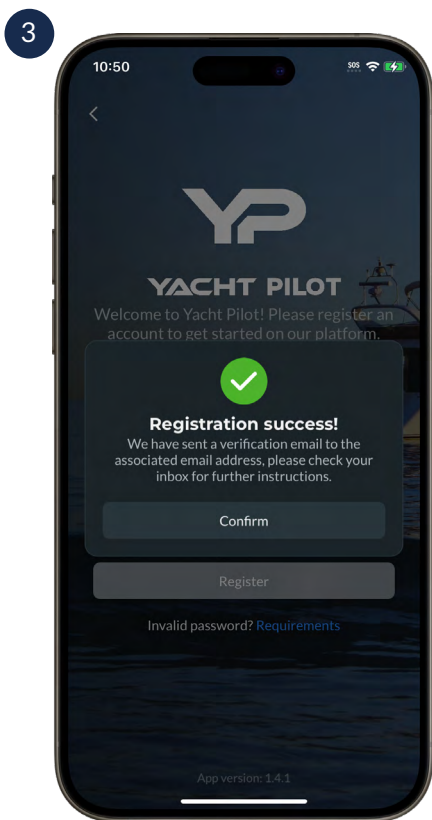 3
10:50
SOS
YP
YACHT PILOT
Welcome to Yacht Pilot! Please register an
account to get started on our platform.
Registration success!
We have sent a verification email to the
associated email address, please check your
inbox for further instructions.
Confirm
Register
Invalid password? Requirements
App version: 1.4.1